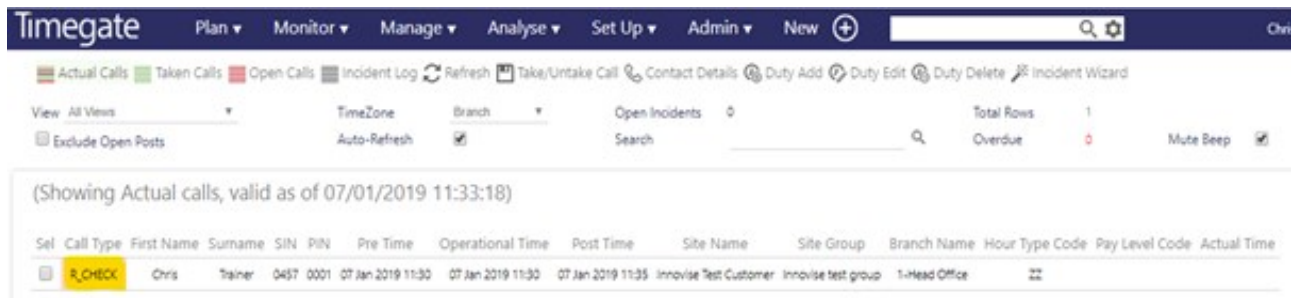 Timegate Plan Monitor Manage Analyse Set Up Admin New Chri
Actual Calls Taken Calls Open Calls Incident Log Refresh Take/Untake Call Contact Details Duty Add Duty Edit Duty Delete Incident Wizard
View All Views TimeZone Branch Open Incidents 0 Total Rows 1
Exclude Open Posts Auto-Refresh Search Overdue 0 Mute Beep
(Showing Actual calls, valid as of 07/01/2019 11:33:18)
Sel Call Type First Name Surname SIN PIN Pre Time Operational Time Post Time Site Name Site Group Branch Name Hour Type Code Pay Level Code Actual Time
R_CHECK Chris Trainer 0457 0001 07 Jan 2019 11:30 07 Jan 2019 11:30 07 Jan 2019 11:35 Innovise Test Customer Innovise test group 1-Head Office ZZ